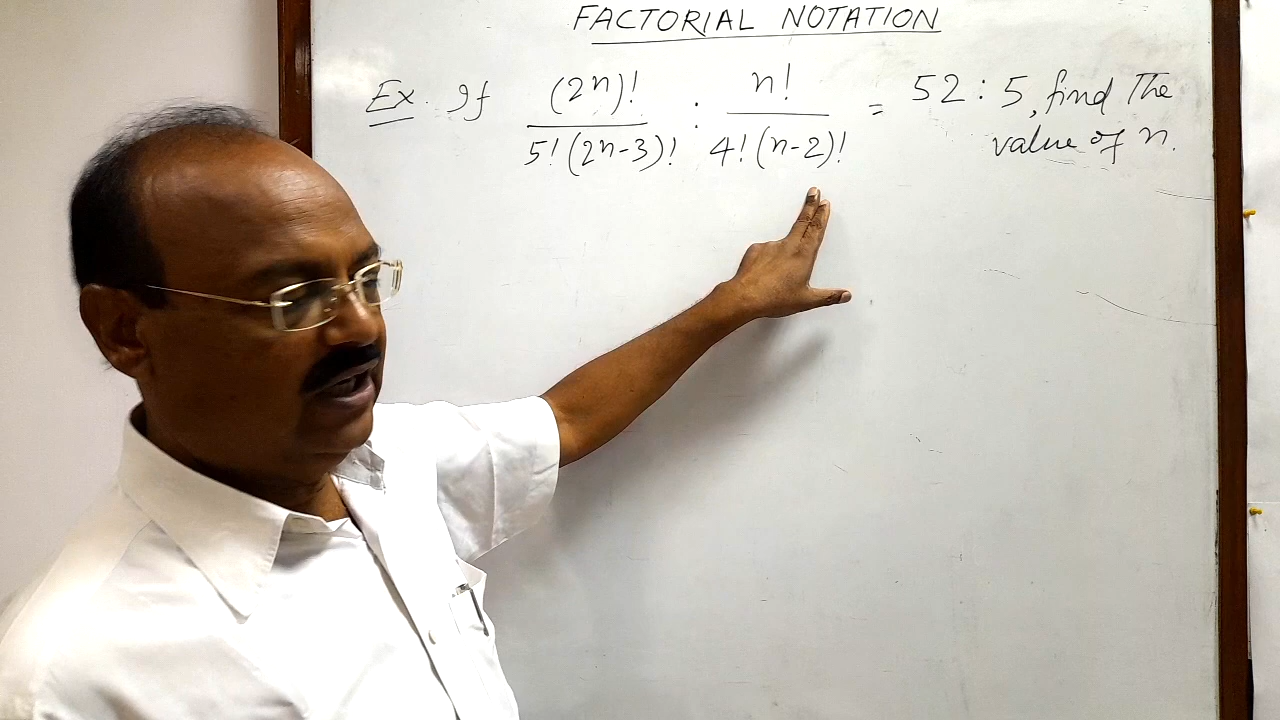 FACTORIAL NOTATION
Ex. If (2n)! / 5!(2n-3)! : n! / 4!(n-2)! = 52 : 5, find The
value of n.